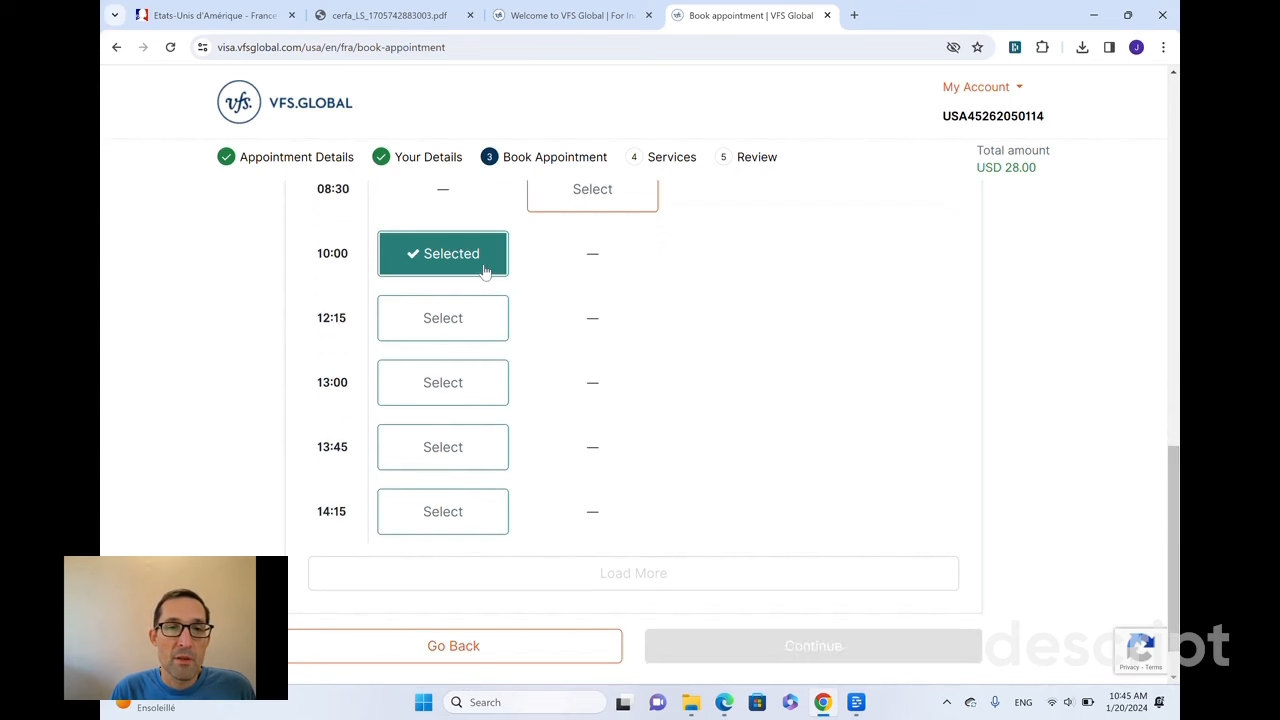 Etats-Unis d'Amérique - France
cerfa_LS_1705742883003.pdf
Welcome to VFS Global | For In
Book appointment | VFS Global
visa.vfsglobal.com/usa/en/fra/book-appointment
J
vfs.
VFS.GLOBAL
My Account
USA45262050114
Appointment Details
Your Details
3 Book Appointment
4 Services
5 Review
Total amount
USD 28.00
08:30 — Select
10:00 Selected —
12:15 Select —
13:00 Select —
13:45 Select —
14:15 Select —
Load More
Go Back
Continue
descript
Privacy - Terms
Ensoleillé
Search
ENG
10:45 AM
1/20/2024